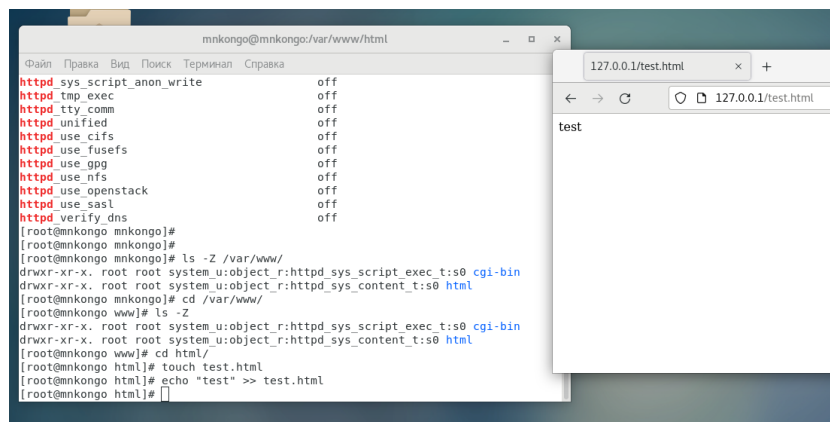 mnkongo@mnkongo:/var/www/html
Файл Правка Вид Поиск Терминал Справка
httpd_sys_script_anon_write off
httpd_tmp_exec off
httpd_tty_comm off
httpd_unified off
httpd_use_cifs off
httpd_use_fusefs off
httpd_use_gpg off
httpd_use_nfs off
httpd_use_openstack off
httpd_use_sasl off
httpd_verify_dns off
[root@mnkongo mnkongo]#
[root@mnkongo mnkongo]#
[root@mnkongo mnkongo]# ls -Z /var/www/
drwxr-xr-x. root root system_u:object_r:httpd_sys_script_exec_t:s0 cgi-bin
drwxr-xr-x. root root system_u:object_r:httpd_sys_content_t:s0 html
[root@mnkongo mnkongo]# cd /var/www/
[root@mnkongo www]# ls -Z
drwxr-xr-x. root root system_u:object_r:httpd_sys_script_exec_t:s0 cgi-bin
drwxr-xr-x. root root system_u:object_r:httpd_sys_content_t:s0 html
[root@mnkongo www]# cd html/
[root@mnkongo html]# touch test.html
[root@mnkongo html]# echo "test" >> test.html
[root@mnkongo html]#
127.0.0.1/test.html
127.0.0.1/test.html
test